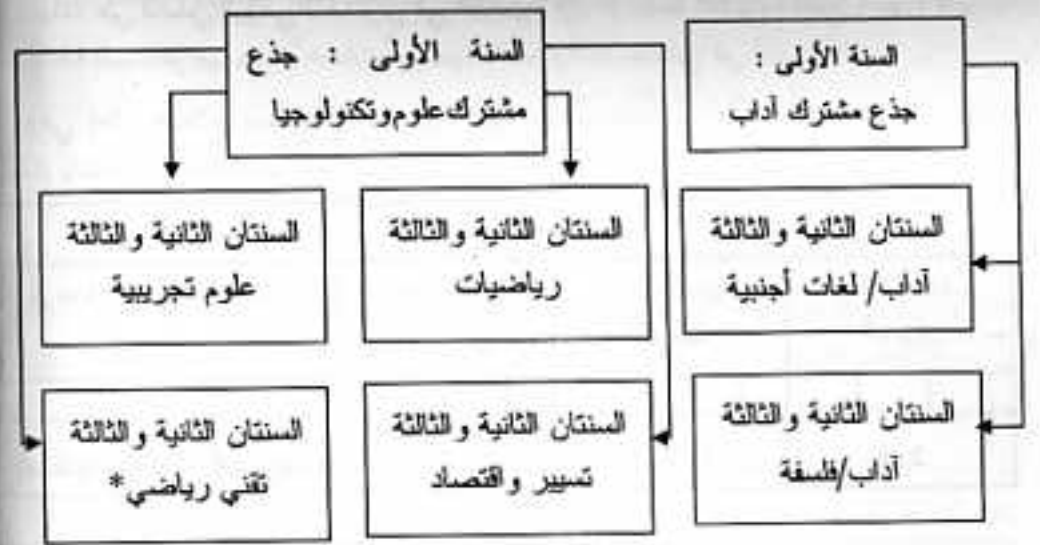 السنة الأولى :
جذع مشترك آداب
السنة الأولى : جذع
مشترك علوم وتكنولوجيا
السنتان الثانية والثالثة
آداب/ لغات أجنبية
السنتان الثانية والثالثة
رياضيات
السنتان الثانية والثالثة
علوم تجريبية
السنتان الثانية والثالثة
آداب/فلسفة
السنتان الثانية والثالثة
تسيير واقتصاد
السنتان الثانية والثالثة
تقني رياضي*